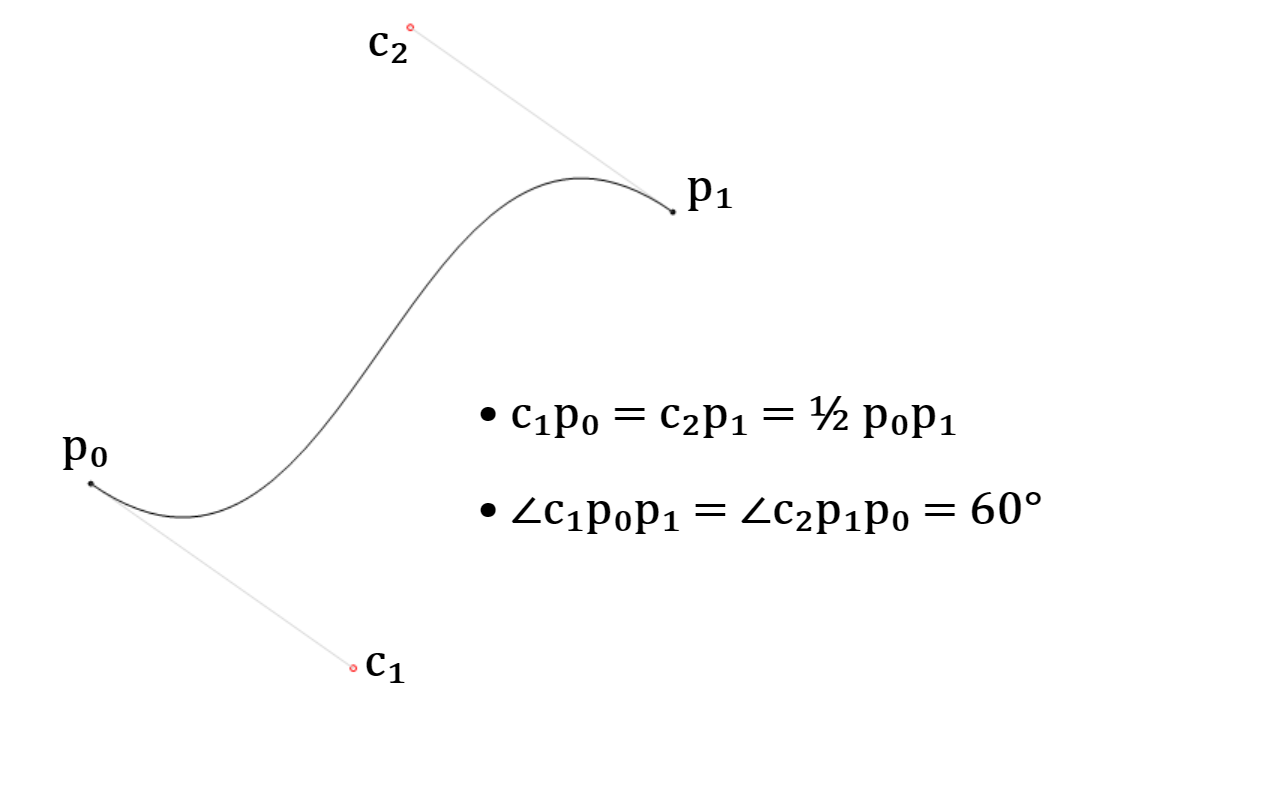 c₂
p₁
• c₁p₀ = c₂p₁ = ½ p₀p₁
p₀
• ∠c₁p₀p₁ = ∠c₂p₁p₀ = 60°
c₁